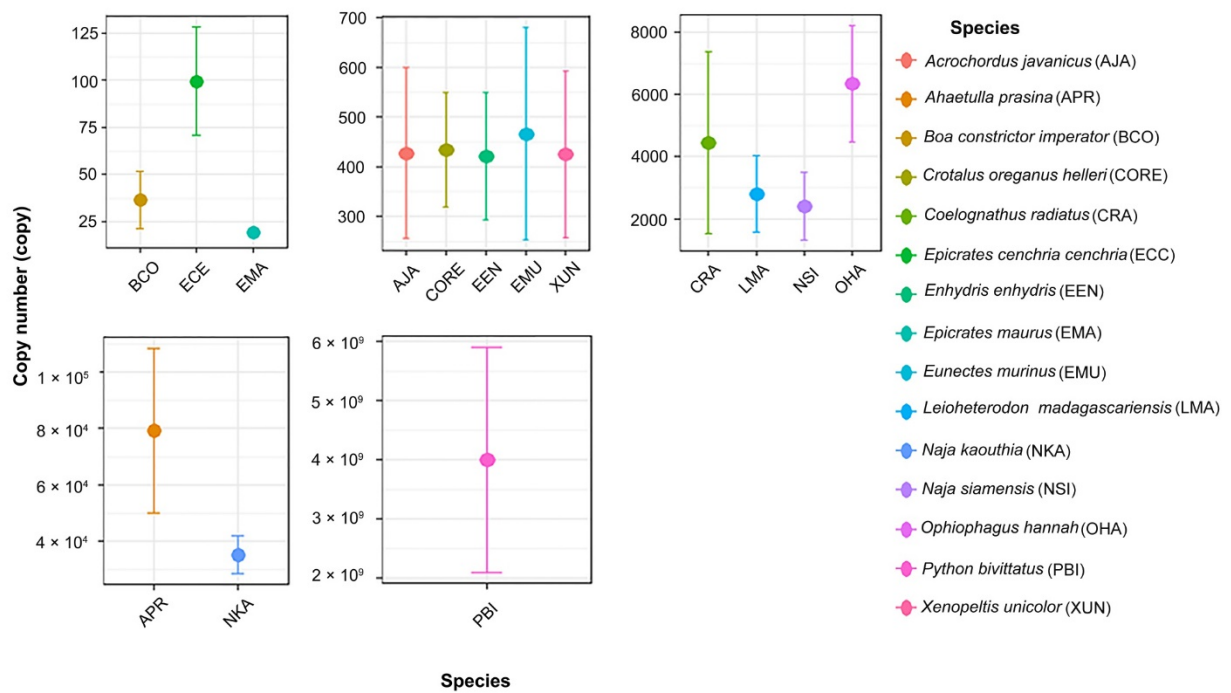 Copy number (copy)
125
100
75
50
25
BCO
ECE
EMA
700
600
500
400
300
AJA
CORE
EEN
EMU
XUN
8000
6000
4000
2000
CRA
LMA
NSI
OHA
1 × 10⁵
8 × 10⁴
6 × 10⁴
4 × 10⁴
APR
NKA
6 × 10⁹
5 × 10⁹
4 × 10⁹
3 × 10⁹
2 × 10⁹
PBI
Species
Species
Acrochordus javanicus (AJA)
Ahaetulla prasina (APR)
Boa constrictor imperator (BCO)
Crotalus oreganus helleri (CORE)
Coelognathus radiatus (CRA)
Epicrates cenchria cenchria (ECC)
Enhydris enhydris (EEN)
Epicrates maurus (EMA)
Eunectes murinus (EMU)
Leioheterodon madagascariensis (LMA)
Naja kaouthia (NKA)
Naja siamensis (NSI)
Ophiophagus hannah (OHA)
Python bivittatus (PBI)
Xenopeltis unicolor (XUN)